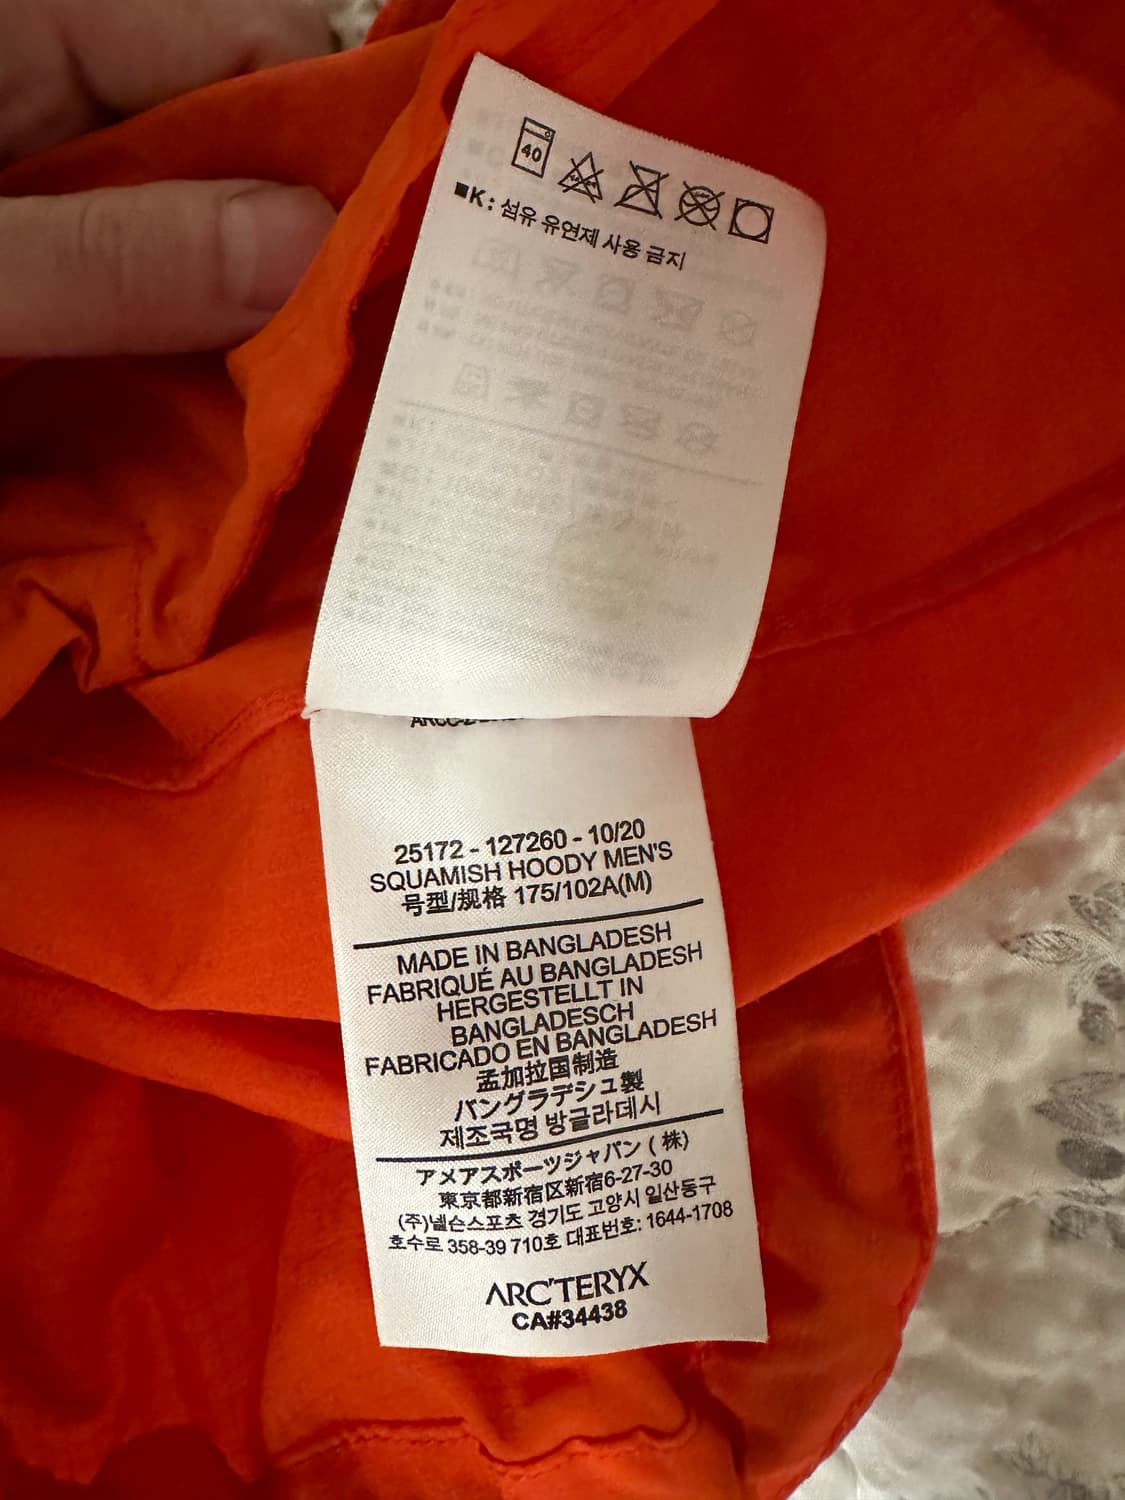 40
■K: 섬유 유연제 사용 금지
25172 - 127260 - 10/20
SQUAMISH HOODY MEN'S
号型/规格 175/102A(M)
MADE IN BANGLADESH
FABRIQUÉ AU BANGLADESH
HERGESTELLT IN
BANGLADESCH
FABRICADO EN BANGLADESH
孟加拉国制造
バングラデシュ製
제조국명 방글라데시
アメアスポーツジャパン ( 株)
東京都新宿区新宿6-27-30
(주)넬슨스포츠 경기도 고양시 일산동구
호수로 358-39 710호 대표번호: 1644-1708
ARC'TERYX
CA#34438